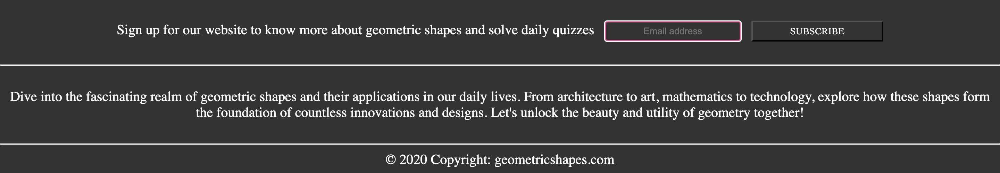 Sign up for our website to know more about geometric shapes and solve daily quizzes Email address SUBSCRIBE
Dive into the fascinating realm of geometric shapes and their applications in our daily lives. From architecture to art, mathematics to technology, explore how these shapes form
the foundation of countless innovations and designs. Let's unlock the beauty and utility of geometry together!
© 2020 Copyright: geometricshapes.com